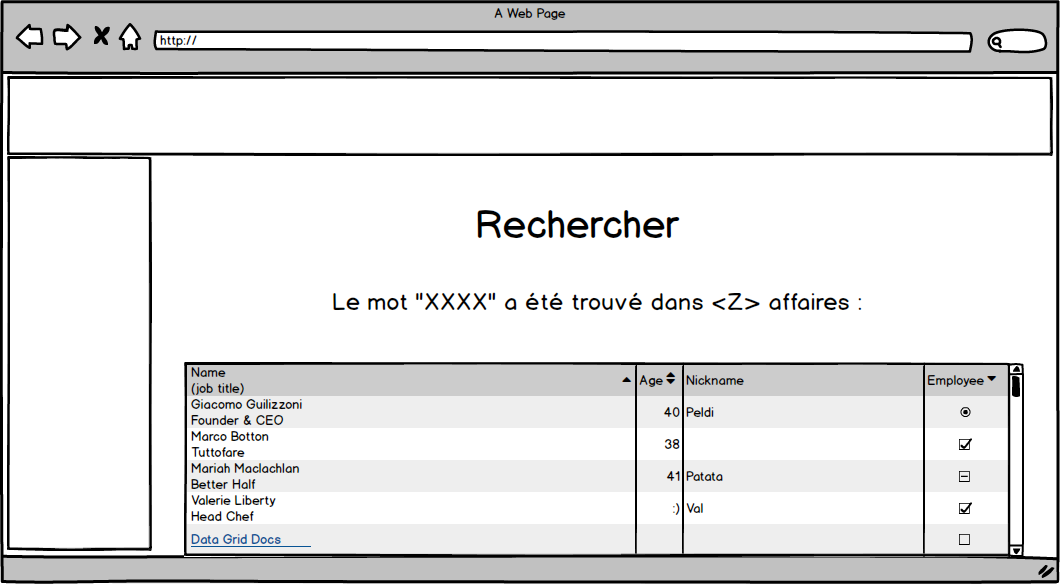 A Web Page
http://
Rechercher
Le mot "XXXX" a été trouvé dans <Z> affaires :
Name
(job title)
Age
Nickname
Employee
Giacomo Guilizzoni
Founder & CEO
40
Peldi
Marco Botton
Tuttofare
38
Mariah Maclachlan
Better Half
41
Patata
Valerie Liberty
Head Chef
:)
Val
Data Grid Docs